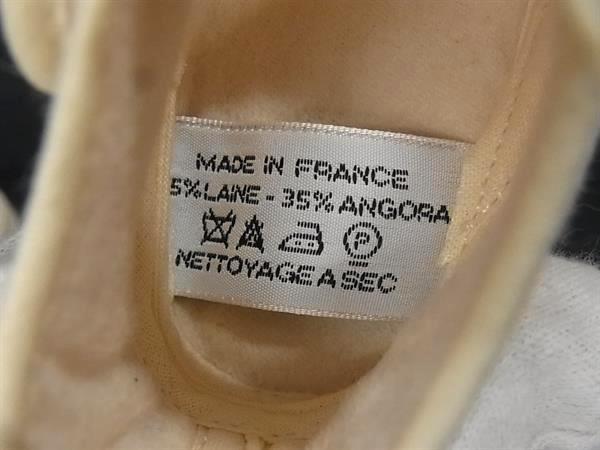 MADE IN FRANCE
5% LAINE - 35% ANGORA
P
NETTOYAGE A SEC